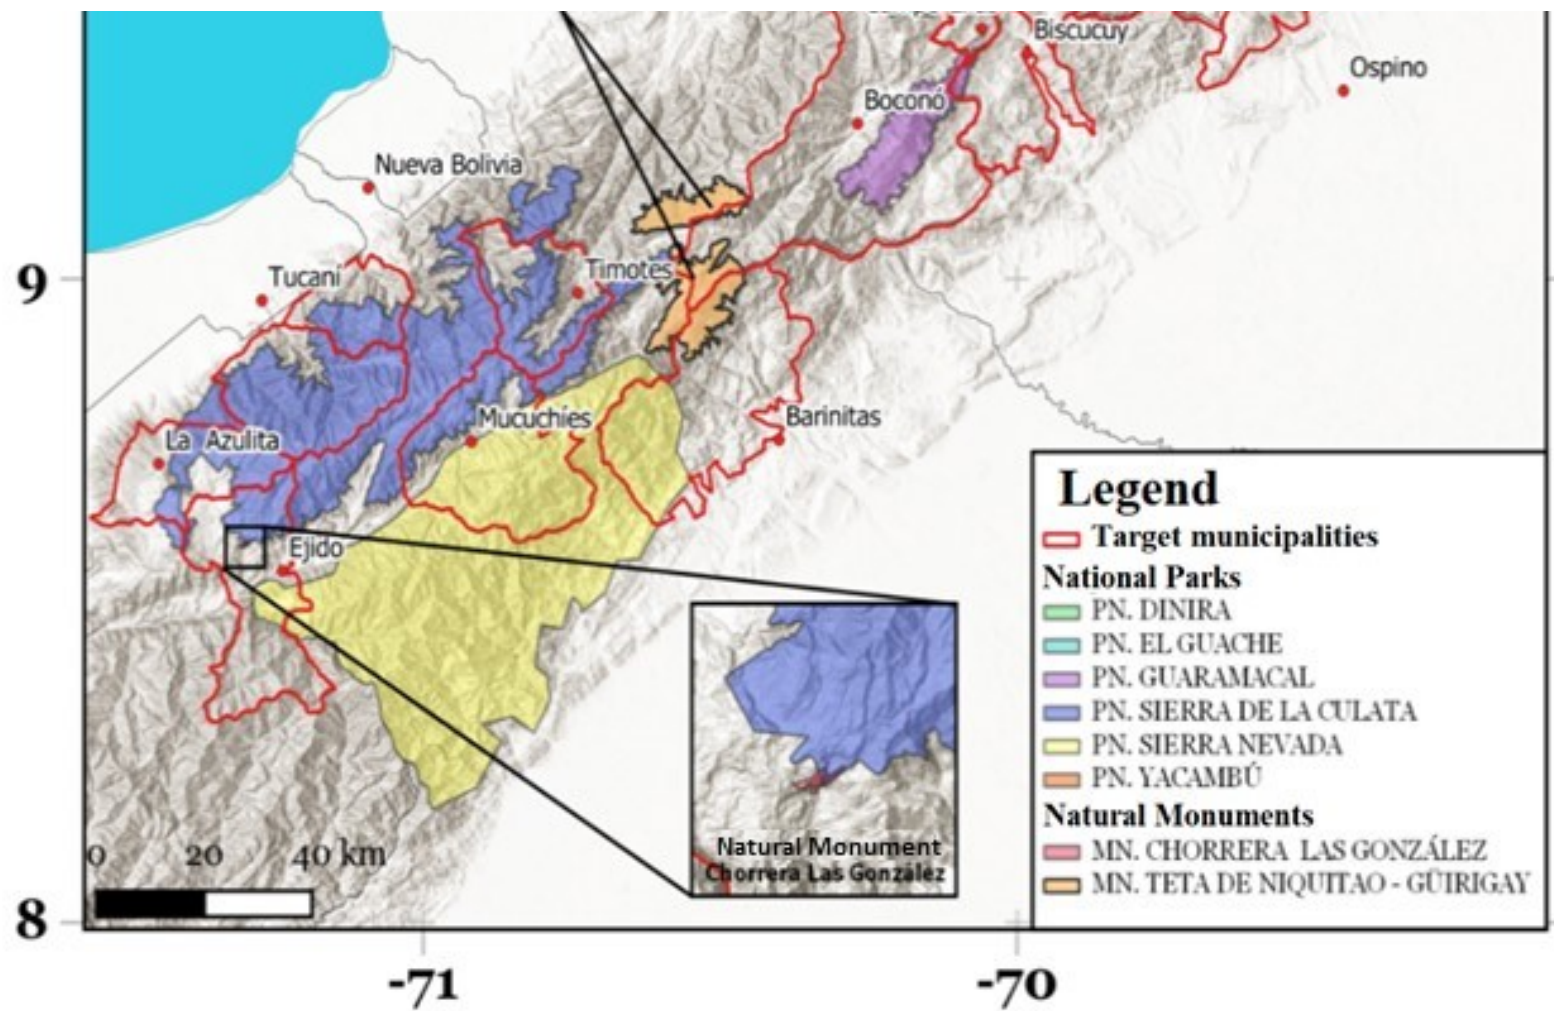 Biscucuy
Ospino
Boconó
Nueva Bolivia
9
Tucaní
Timotes
Mucuchíes
Barinitas
La Azulita
Ejido
Legend
Target municipalities
National Parks
PN. DINIRA
PN. EL GUACHE
PN. GUARAMACAL
PN. SIERRA DE LA CULATA
PN. SIERRA NEVADA
PN. YACAMBÚ
Natural Monuments
MN. CHORRERA LAS GONZÁLEZ
MN. TETA DE NIQUITAO - GÜIRIGAY
Natural Monument
Chorrera Las González
0 20 40 km
8
-71 -70